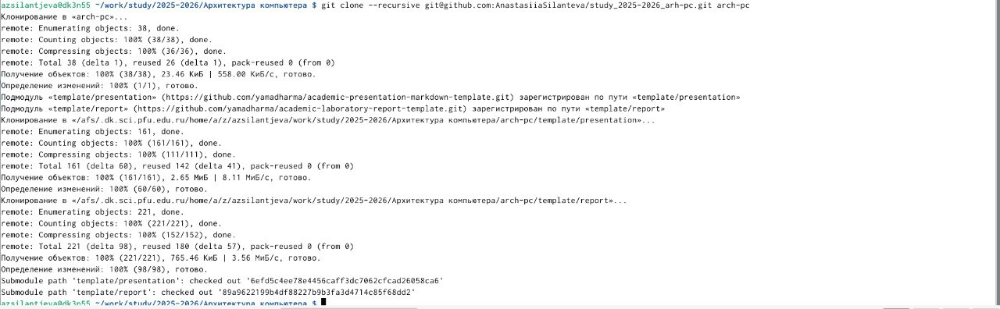 azsilantjeva@dk3n55 ~/work/study/2025-2026/Архитектура компьютера $ git clone --recursive git@github.com:AnastasiiaSilanteva/study_2025-2026_arh-pc.git arch-pc
Клонирование в «arch-pc»...
remote: Enumerating objects: 38, done.
remote: Counting objects: 100% (38/38), done.
remote: Compressing objects: 100% (36/36), done.
remote: Total 38 (delta 1), reused 26 (delta 1), pack-reused 0 (from 0)
Получение объектов: 100% (38/38), 23.46 КиБ | 558.00 КиБ/с, готово.
Определение изменений: 100% (1/1), готово.
Подмодуль «template/presentation» (https://github.com/yamadharma/academic-presentation-markdown-template.git) зарегистрирован по пути «template/presentation»
Подмодуль «template/report» (https://github.com/yamadharma/academic-laboratory-report-template.git) зарегистрирован по пути «template/report»
Клонирование в «/afs/.dk.sci.pfu.edu.ru/home/a/z/azsilantjeva/work/study/2025-2026/Архитектура компьютера/arch-pc/template/presentation»...
remote: Enumerating objects: 161, done.
remote: Counting objects: 100% (161/161), done.
remote: Compressing objects: 100% (111/111), done.
remote: Total 161 (delta 60), reused 142 (delta 41), pack-reused 0 (from 0)
Получение объектов: 100% (161/161), 2.65 МиБ | 8.11 МиБ/с, готово.
Определение изменений: 100% (60/60), готово.
Клонирование в «/afs/.dk.sci.pfu.edu.ru/home/a/z/azsilantjeva/work/study/2025-2026/Архитектура компьютера/arch-pc/template/report»...
remote: Enumerating objects: 221, done.
remote: Counting objects: 100% (221/221), done.
remote: Compressing objects: 100% (152/152), done.
remote: Total 221 (delta 98), reused 180 (delta 57), pack-reused 0 (from 0)
Получение объектов: 100% (221/221), 765.46 КиБ | 3.56 МиБ/с, готово.
Определение изменений: 100% (98/98), готово.
Submodule path 'template/presentation': checked out '6efd5c4ee78e4456caff3dc7062cfcad26058ca6'
Submodule path 'template/report': checked out '89a9622199b4df88227b9b3fa3d4714c85f68dd2'
azsilantjeva@dk3n55 ~/work/study/2025-2026/Архитектура компьютера $